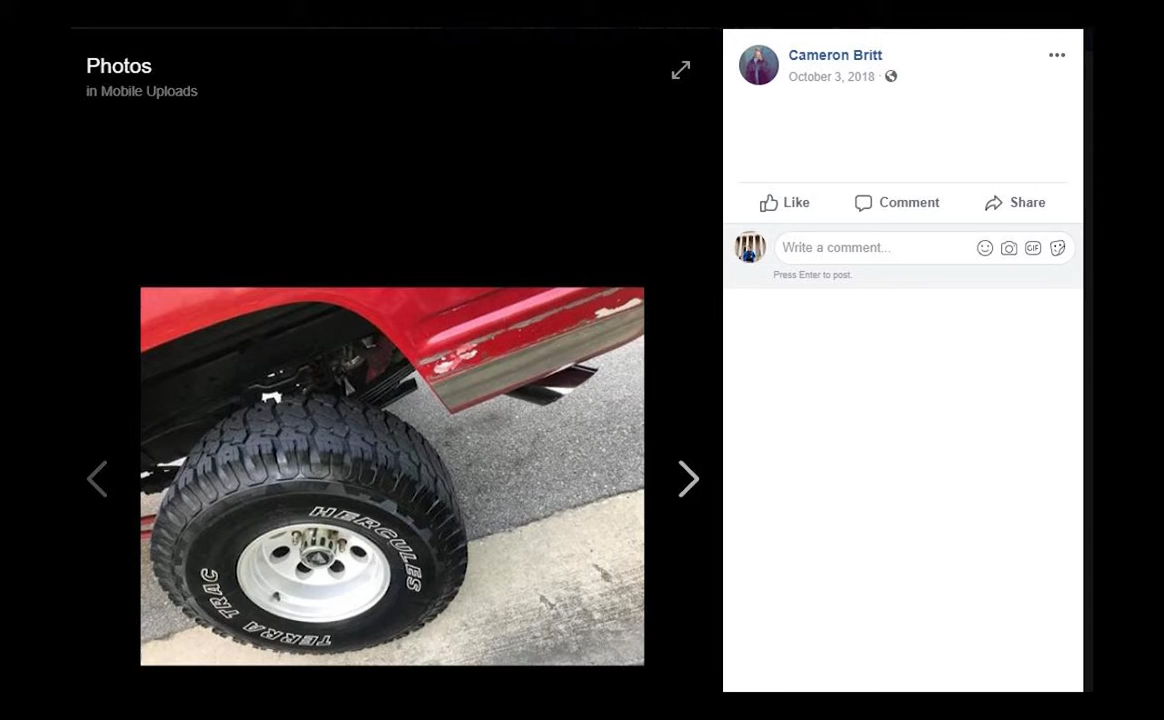 Photos
in Mobile Uploads
Cameron Britt
October 3, 2018 ·
Like
Comment
Share
Write a comment...
GIF
Press Enter to post.
HERCULES
TERRA TRAC